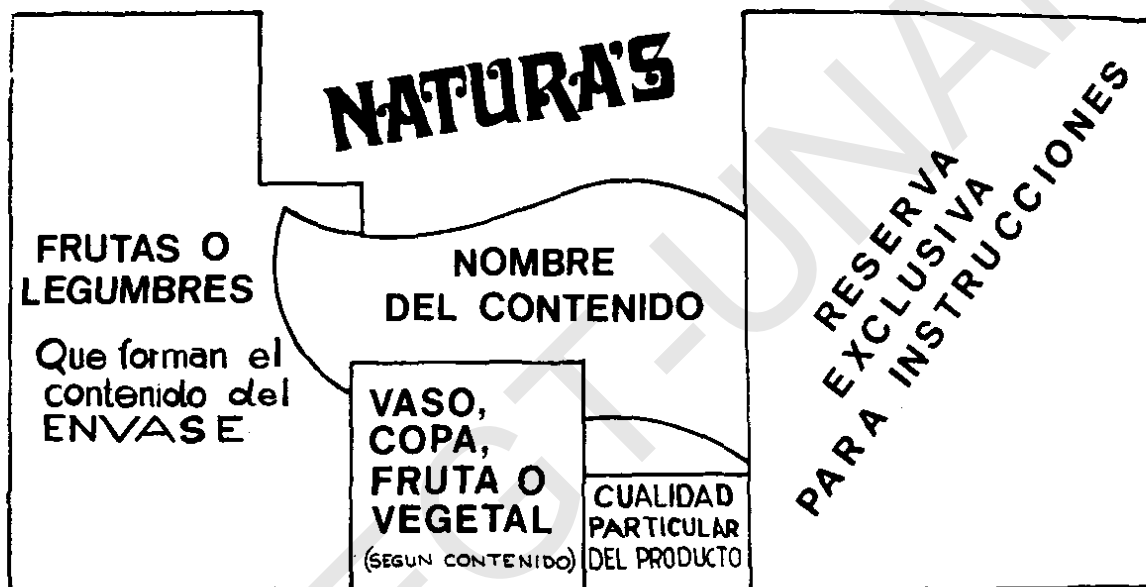 NATURA'S
FRUTAS O
LEGUMBRES
Que forman el
contenido del
ENVASE
NOMBRE
DEL CONTENIDO
VASO,
COPA,
FRUTA O
VEGETAL
(SEGUN CONTENIDO)
CUALIDAD
PARTICULAR
DEL PRODUCTO
RESERVA
EXCLUSIVA
PARA INSTRUCCIONES